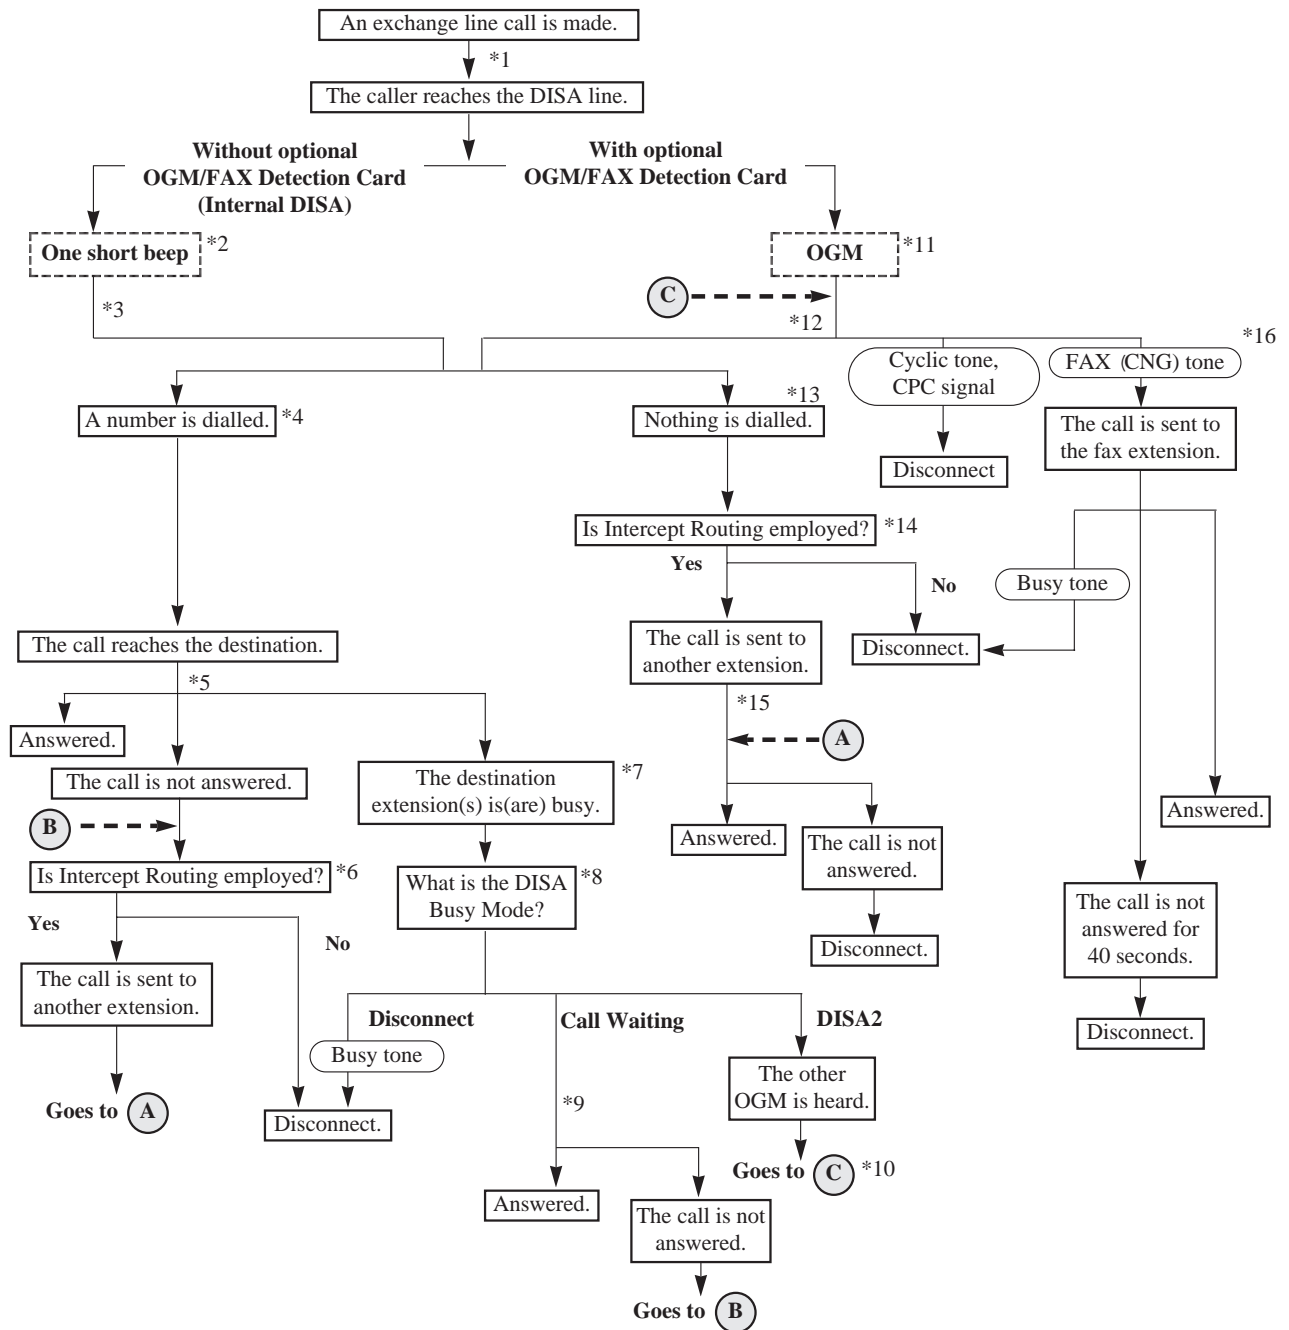 An exchange line call is made.
*1
The caller reaches the DISA line.
Without optional
OGM/FAX Detection Card
(Internal DISA)
With optional
OGM/FAX Detection Card
One short beep
*2
OGM
*11
*3
C
*12
*16
Cyclic tone,
CPC signal
FAX (CNG) tone
*13
A number is dialled.
*4
Nothing is dialled.
The call is sent to
the fax extension.
Disconnect
Is Intercept Routing employed?
*14
Yes
No
Busy tone
The call reaches the destination.
The call is sent to
another extension.
Disconnect.
*5
*15
Answered.
A
The call is not answered.
The destination
extension(s) is(are) busy.
*7
B
Answered.
The call is not
answered.
Answered.
Is Intercept Routing employed?
*6
What is the DISA
Busy Mode?
*8
Yes
No
Disconnect.
The call is not
answered for
40 seconds.
The call is sent to
another extension.
Disconnect
Call Waiting
DISA2
Disconnect.
Busy tone
The other
OGM is heard.
Goes to A
Disconnect.
*9
Goes to C
*10
Answered.
The call is not
answered.
Goes to B